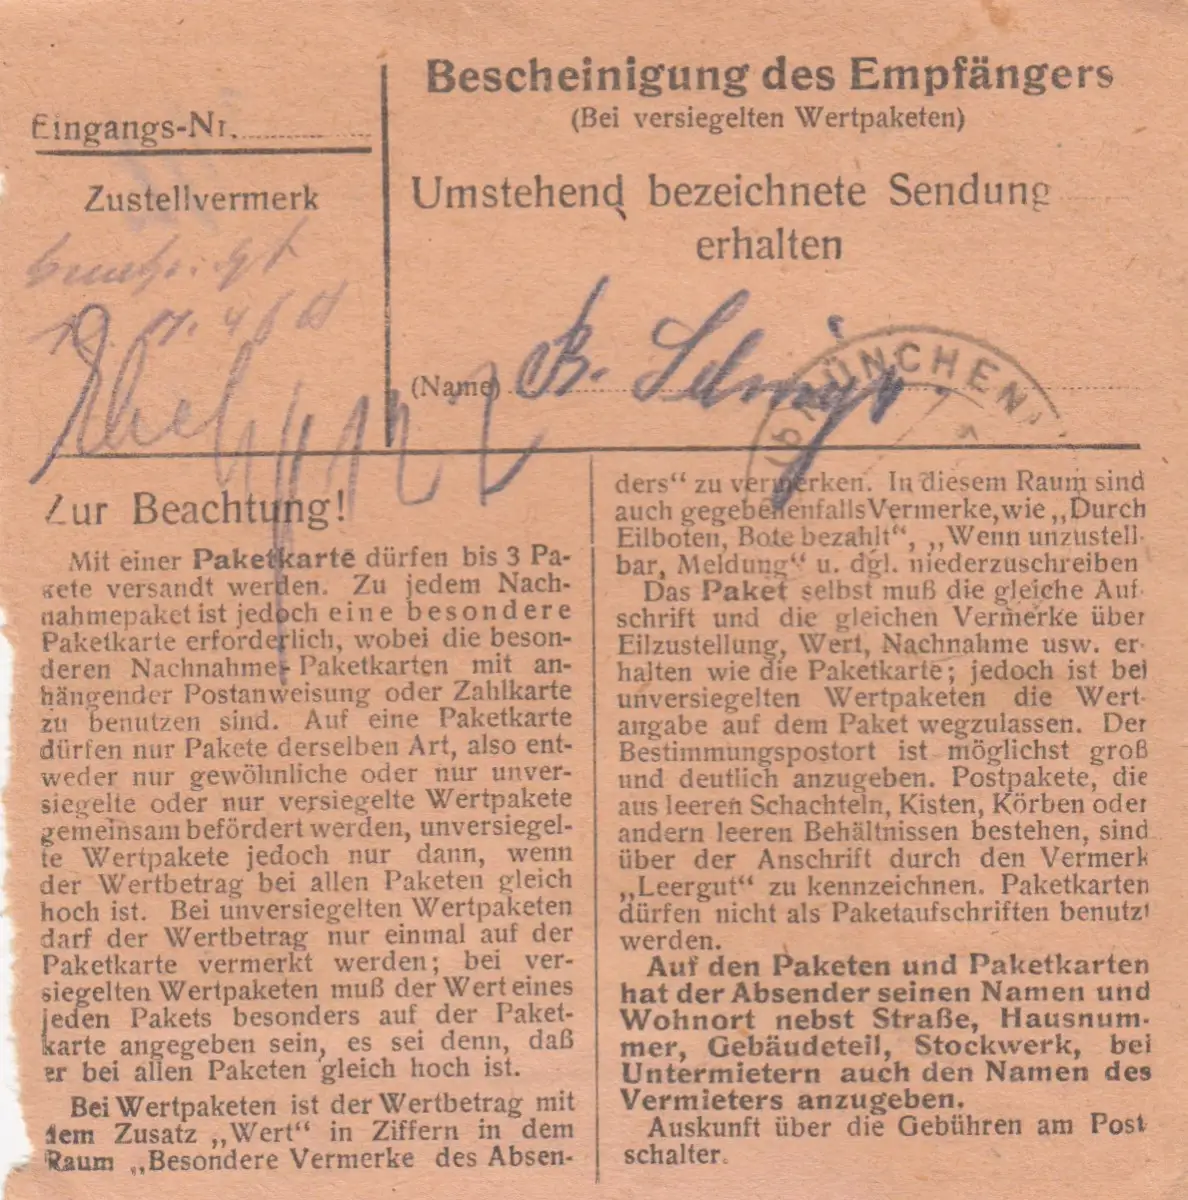 Bescheinigung des Empfängers
(Bei versiegelten Wertpaketen)
Eingangs-Nr.
Zustellvermerk
Umstehend bezeichnete Sendung
erhalten
(Name) B.
MÜNCHEN
Zur Beachtung!
Mit einer Paketkarte dürfen bis 3 Pa-
kete versandt werden. Zu jedem Nach-
nahmepaket ist jedoch eine besondere
Paketkarte erforderlich, wobei die beson-
deren Nachnahme-Paketkarten mit an-
hängender Postanweisung oder Zahlkarte
zu benutzen sind. Auf eine Paketkarte
dürfen nur Pakete derselben Art, also ent-
weder nur gewöhnliche oder nur unver-
siegelte oder nur versiegelte Wertpakete
gemeinsam befördert werden, unversiegel-
te Wertpakete jedoch nur dann, wenn
der Wertbetrag bei allen Paketen gleich
hoch ist. Bei unversiegelten Wertpaketen
darf der Wertbetrag nur einmal auf der
Paketkarte vermerkt werden; bei ver-
siegelten Wertpaketen muß der Wert eines
jeden Pakets besonders auf der Paket-
karte angegeben sein, es sei denn, daß
er bei allen Paketen gleich hoch ist.
Bei Wertpaketen ist der Wertbetrag mit
dem Zusatz „Wert“ in Ziffern in dem
Raum „Besondere Vermerke des Absen-
ders“ zu vermerken. In diesem Raum sind
auch gegebenenfalls Vermerke, wie „Durch
Eilboten, Bote bezahlt“, „Wenn unzustell-
bar, Meldung“ u. dgl. niederzuschreiben
Das Paket selbst muß die gleiche Auf-
schrift und die gleichen Vermerke über
Eilzustellung, Wert, Nachnahme usw. er-
halten wie die Paketkarte; jedoch ist bei
unversiegelten Wertpaketen die Wert-
angabe auf dem Paket wegzulassen. Der
Bestimmungspostort ist möglichst groß
und deutlich anzugeben. Postpakete, die
aus leeren Schachteln, Kisten, Körben oder
andern leeren Behältnissen bestehen, sind
über der Anschrift durch den Vermerk
„Leergut“ zu kennzeichnen. Paketkarten
dürfen nicht als Paketaufschriften benutzt
werden.
Auf den Paketen und Paketkarten
hat der Absender seinen Namen und
Wohnort nebst Straße, Hausnum-
mer, Gebäudeteil, Stockwerk, bei
Untermietern auch den Namen des
Vermieters anzugeben.
Auskunft über die Gebühren am Post
schalter.